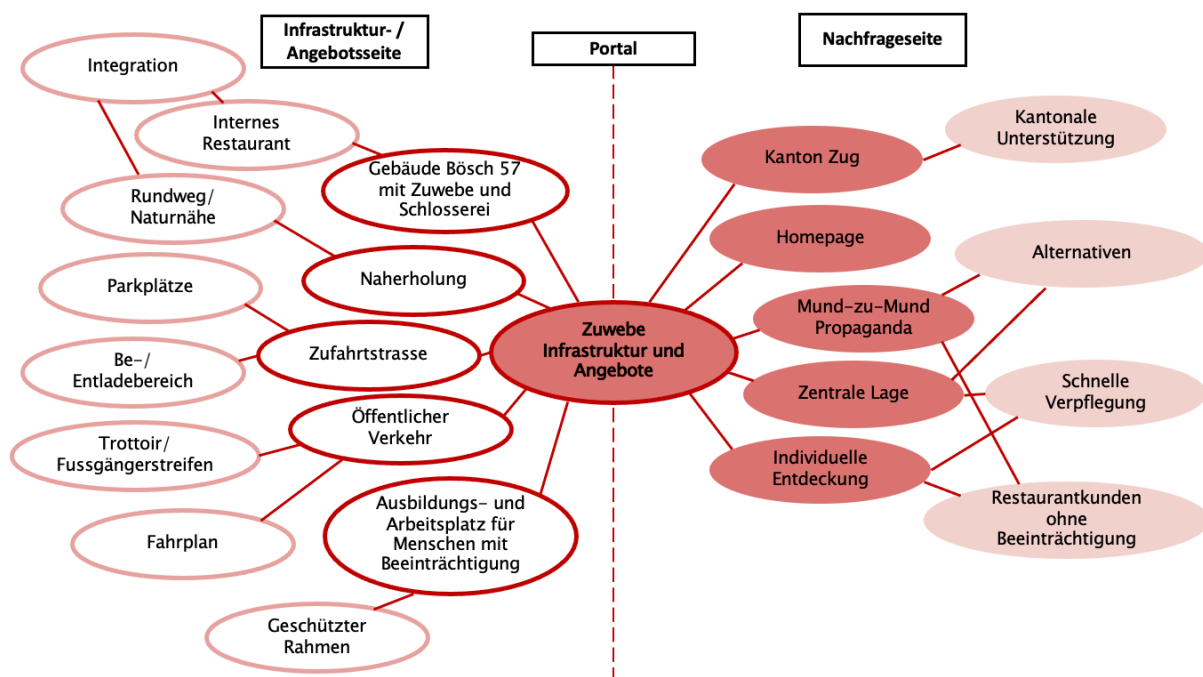 Infrastruktur- /
Angebotsseite
Portal
Nachfrageseite
Integration
Internes
Restaurant
Gebäude Bösch 57
mit Zuwebe und
Schlosserei
Rundweg/
Naturnähe
Naherholung
Parkplätze
Zufahrtstrasse
Be-/
Entladebereich
Öffentlicher
Verkehr
Trottoir/
Fussgängerstreifen
Fahrplan
Ausbildungs- und
Arbeitsplatz für
Menschen mit
Beeinträchtigung
Geschützter
Rahmen
Zuwebe
Infrastruktur und
Angebote
Kanton Zug
Kantonale
Unterstützung
Homepage
Alternativen
Mund-zu-Mund
Propaganda
Zentrale Lage
Schnelle
Verpflegung
Individuelle
Entdeckung
Restaurantkunden
ohne
Beeinträchtigung